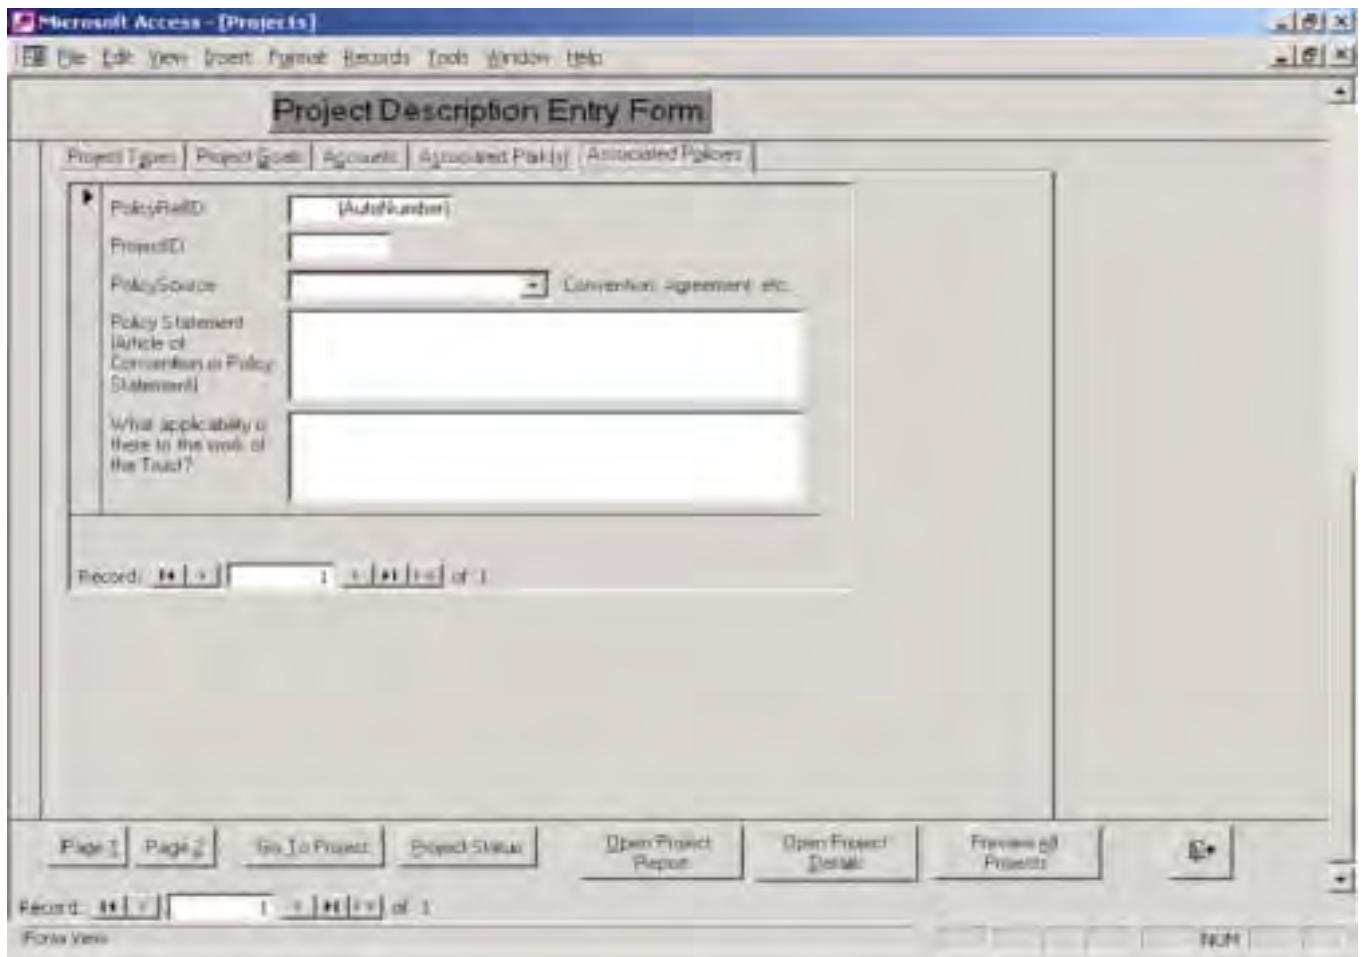 Microsoft Access - [Projects]
File Edit View Insert Format Records Tools Window Help
Project Description Entry Form
Project Types Project Goals Accounts Associated Park(s) Associated Policies
PolicyRefID (AutoNumber)
ProjectID
PolicySource Convention, Agreement, etc.
Policy Statement
(Article of
Convention or Policy
Statement)
What applicability is
there to the work of
the Trust?
Record: 1 of 1
Page 1 Page 2 Go To Project Project Status Open Project
Report Open Project
Details Preview All
Projects
Record: 1 of 1
Form View NUM